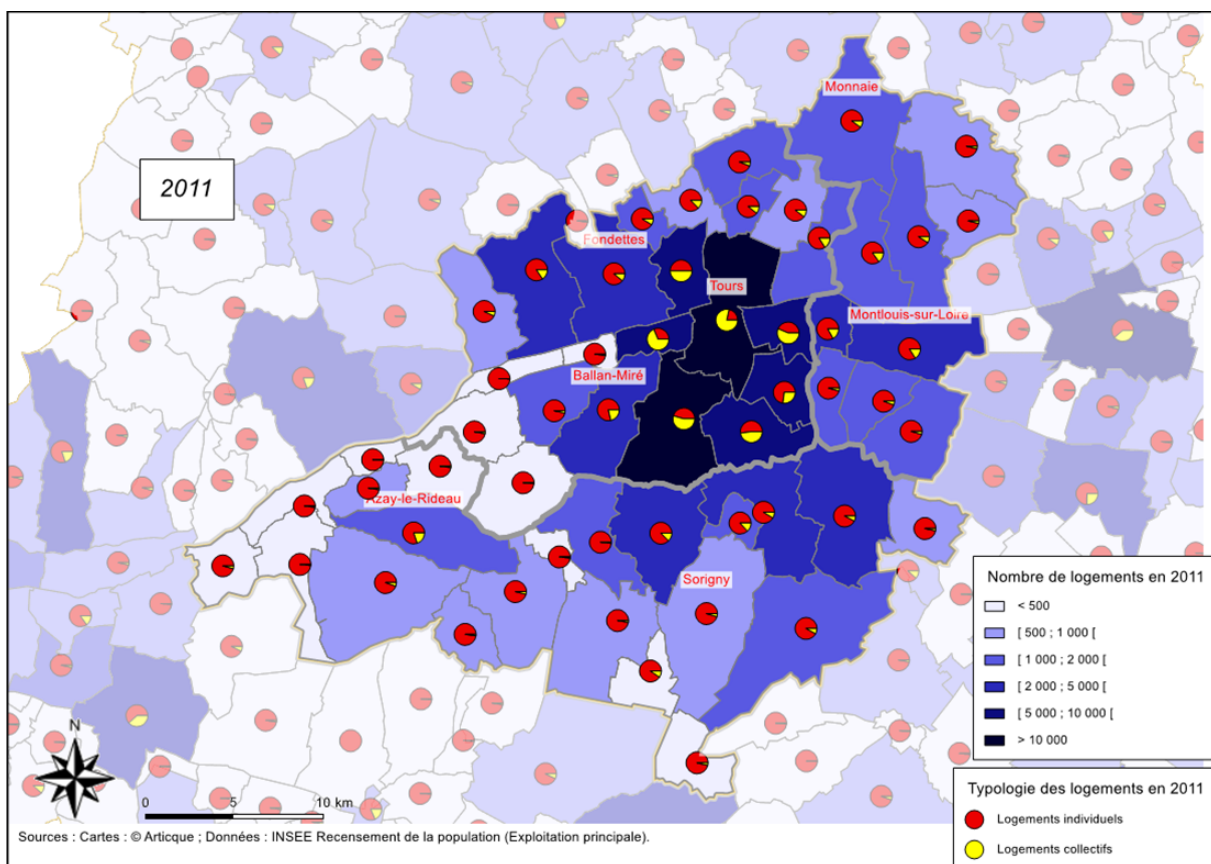 Monnaie
2011
Fondettes
Tours
Montlouis-sur-Loire
Ballan-Miré
Azay-le-Rideau
Sorigny
Nombre de logements en 2011
< 500
[ 500 ; 1 000 [
[ 1 000 ; 2 000 [
[ 2 000 ; 5 000 [
[ 5 000 ; 10 000 [
> 10 000
N
0 5 10 km
Typologie des logements en 2011
Logements individuels
Logements collectifs
Sources : Cartes : © Articque ; Données : INSEE Recensement de la population (Exploitation principale).